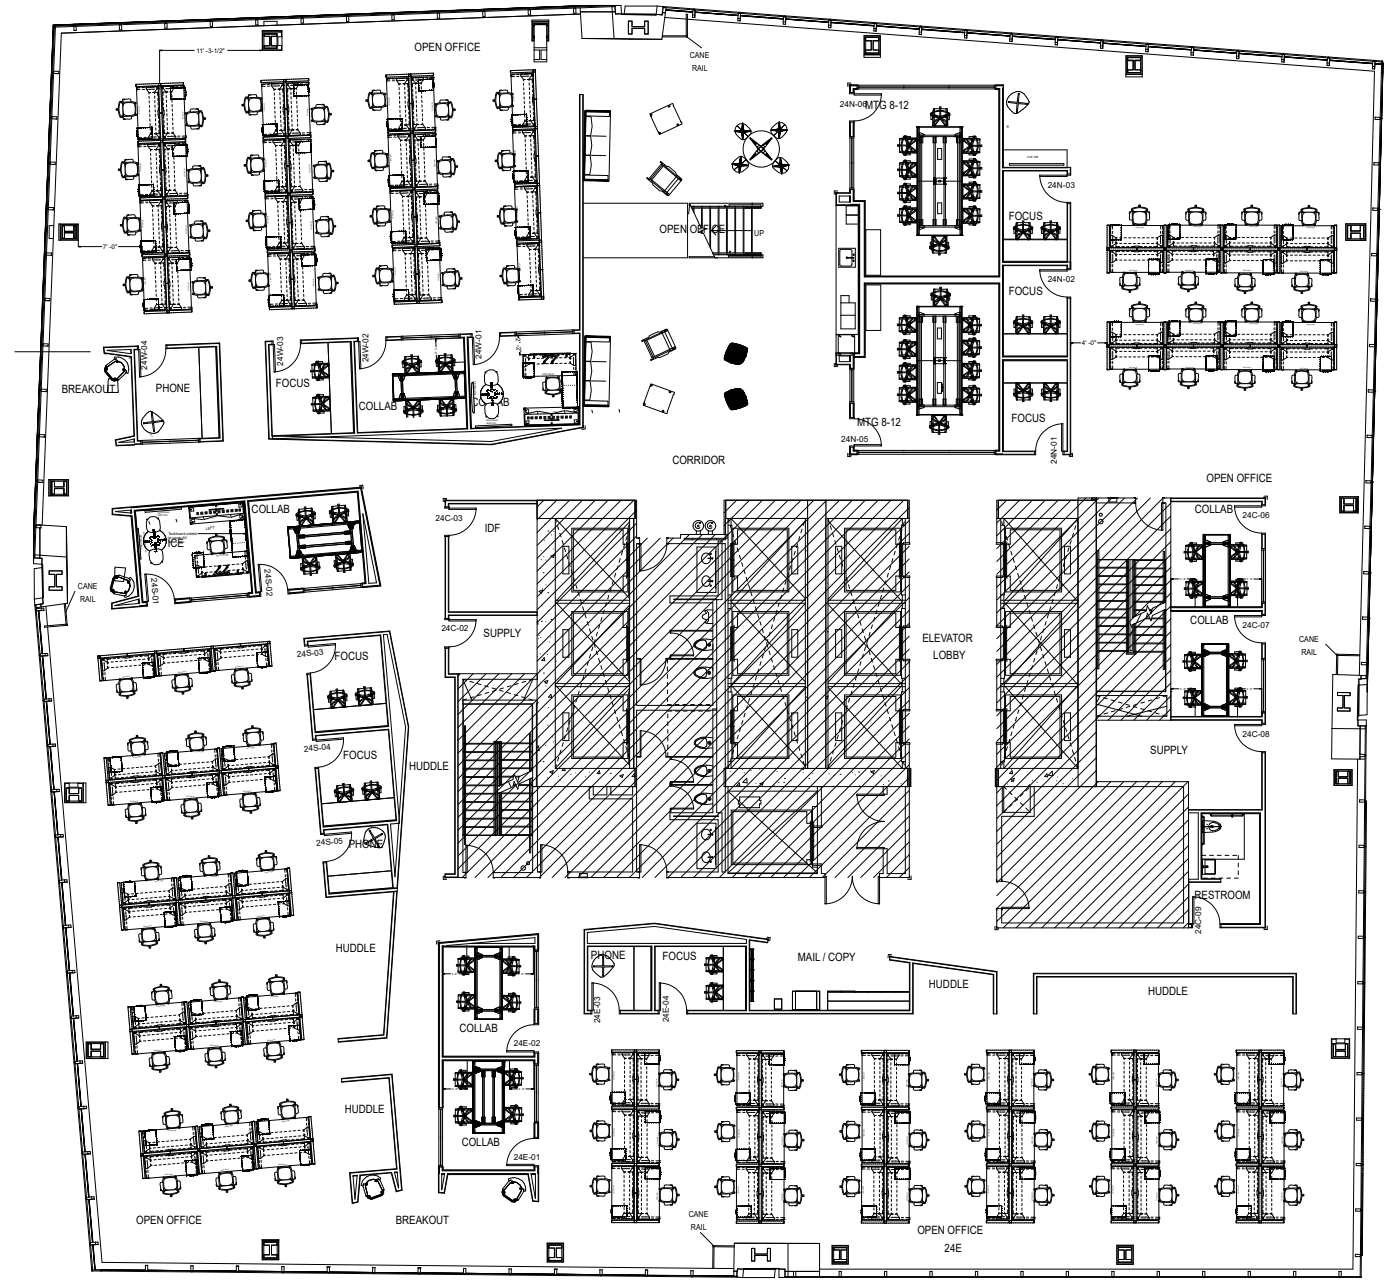 OPEN OFFICE
11' -3-1/2"
CANE
RAIL
24N-06
MTG 8-12
24N-03
FOCUS
OPEN OFFICE
UP
7' -0"
24N-02
FOCUS
4' -0"
24W-04
24W-03
24W-02
24W-01
BREAKOUT
PHONE
FOCUS
COLLAB
MTG 8-12
FOCUS
24N-05
24N-01
CORRIDOR
OPEN OFFICE
COLLAB
24C-03
IDF
COLLAB
24C-06
24S-01
24S-02
CANE
RAIL
24C-02
SUPPLY
ELEVATOR
LOBBY
COLLAB
24C-07
CANE
RAIL
24S-03
FOCUS
24S-04
FOCUS
HUDDLE
SUPPLY
24C-08
24S-05
PHONE
RESTROOM
24C-09
HUDDLE
PHONE
FOCUS
MAIL / COPY
HUDDLE
HUDDLE
24E-03
24E-04
COLLAB
24E-02
HUDDLE
COLLAB
24E-01
OPEN OFFICE
BREAKOUT
CANE
RAIL
OPEN OFFICE
24E